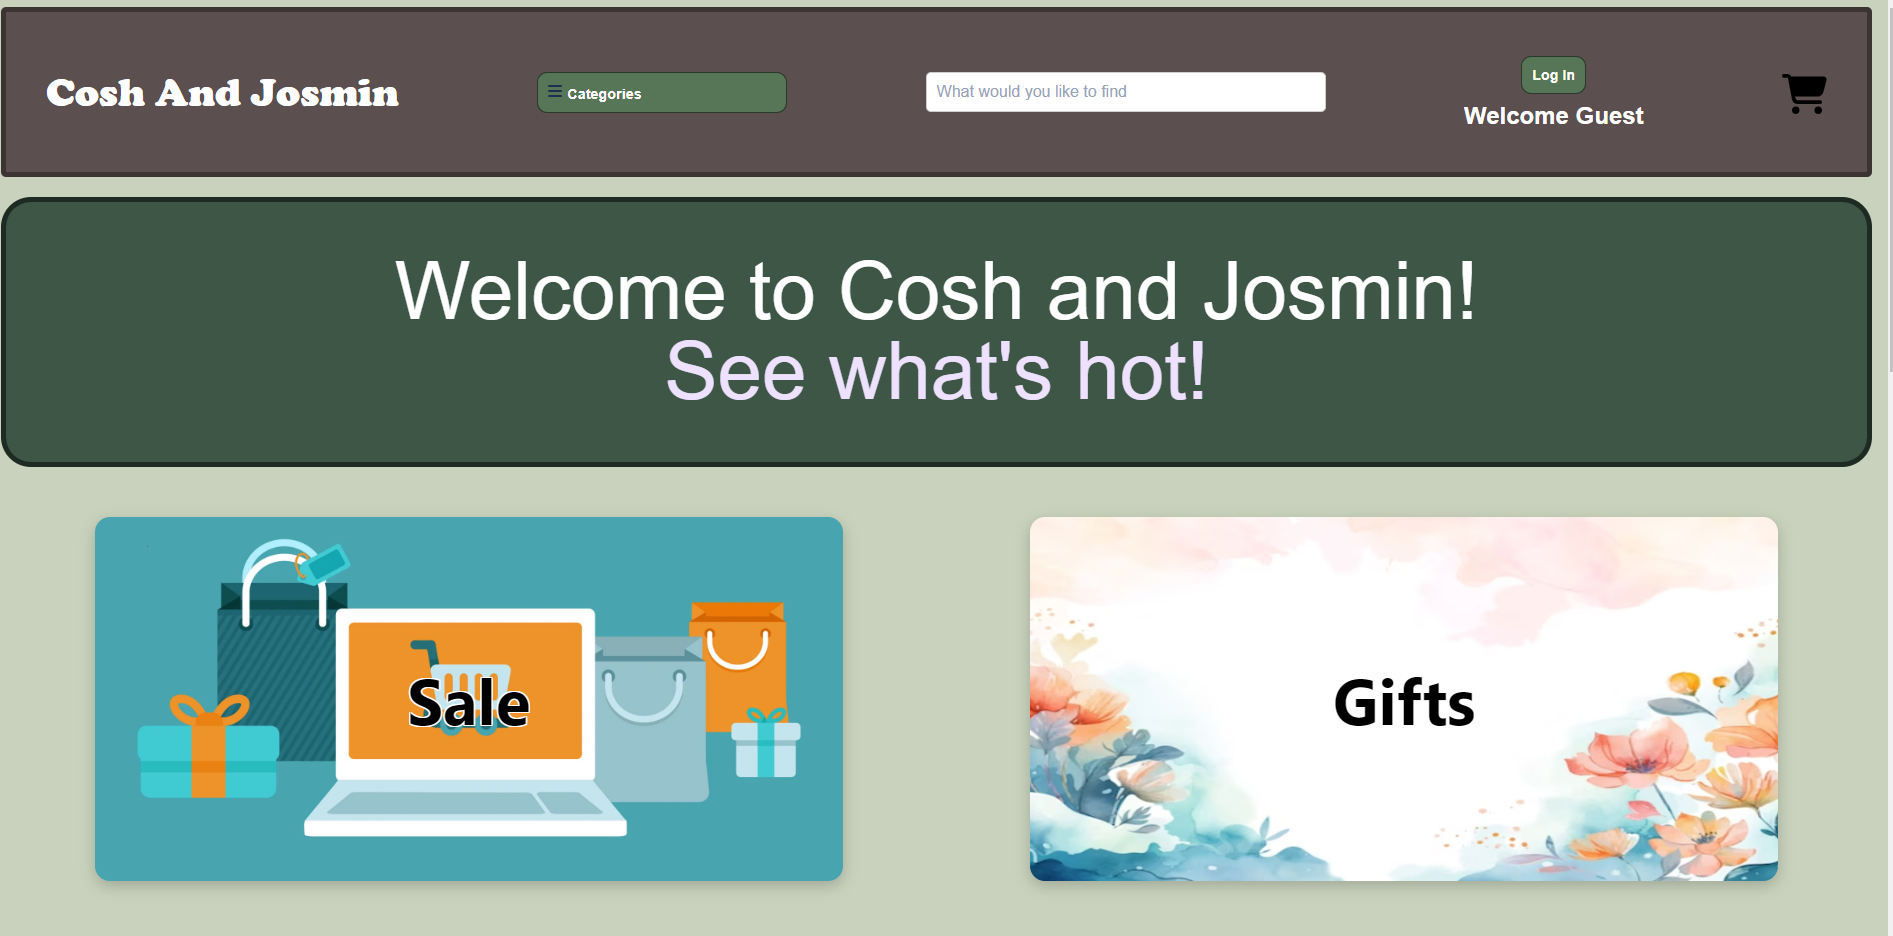 Cosh And Josmin
Categories
What would you like to find
Log In
Welcome Guest
Welcome to Cosh and Josmin!
See what's hot!
Sale
Gifts